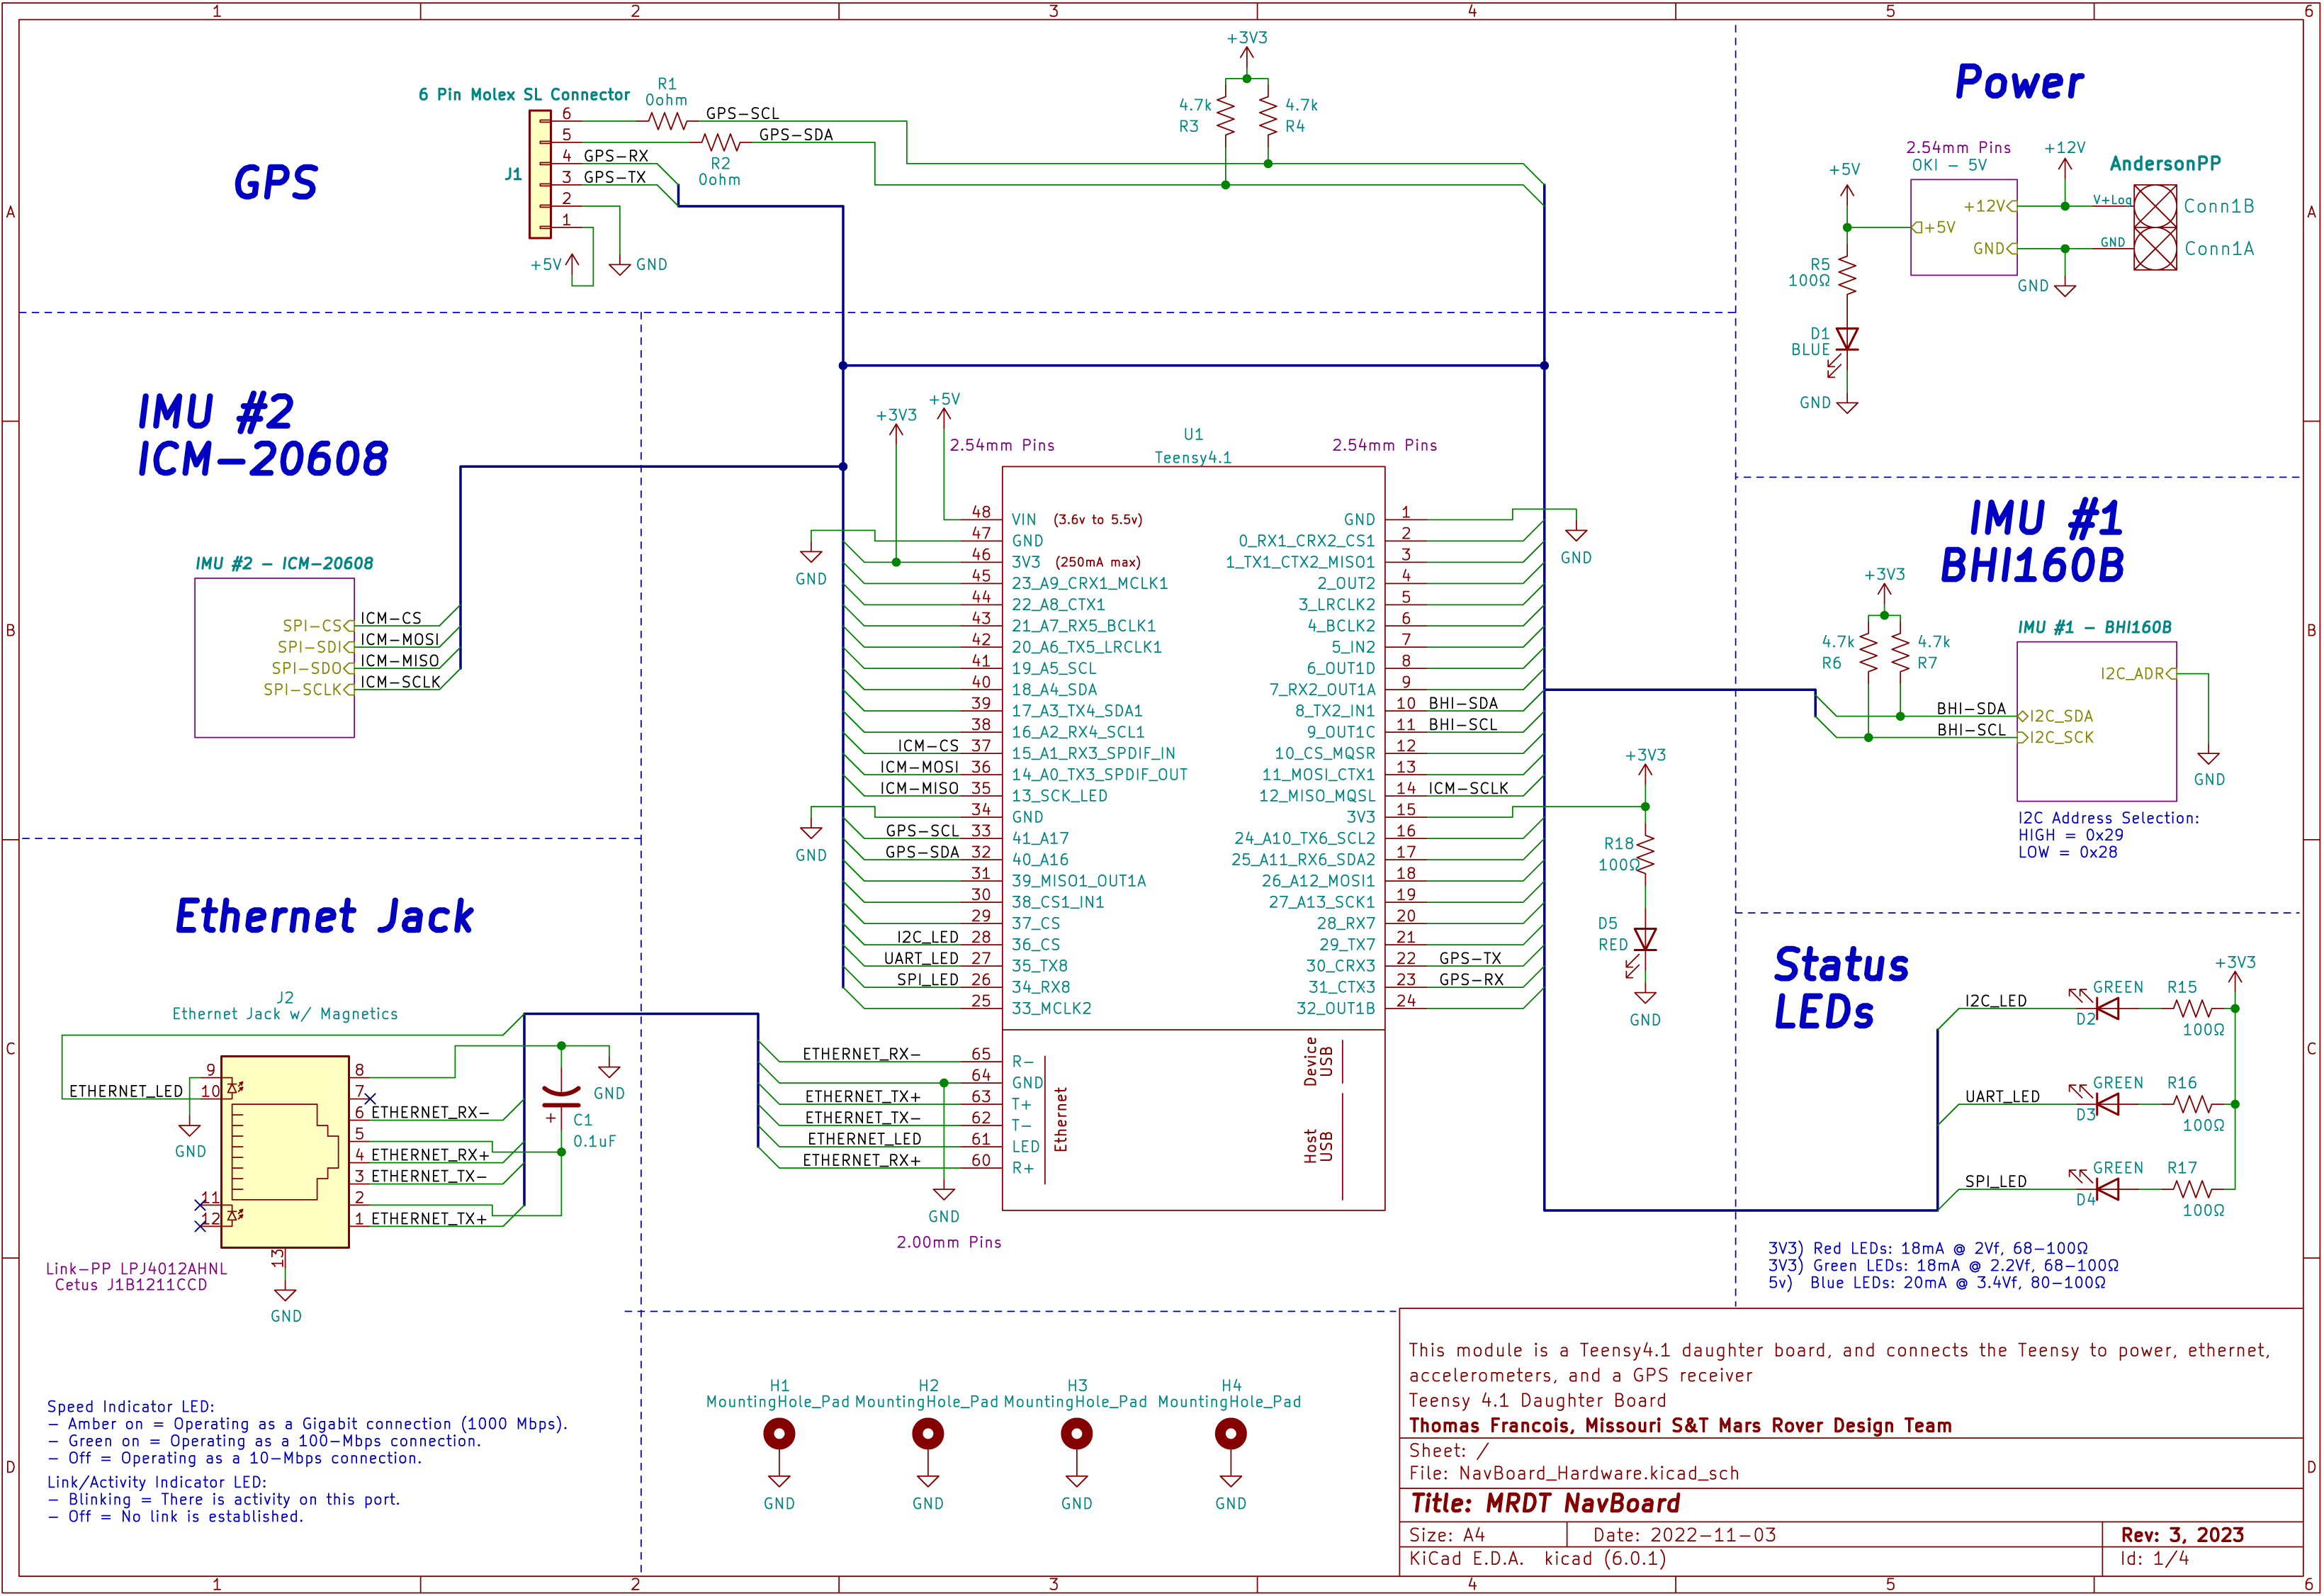 1 2 3 4 5 6
A
B
C
D
GPS
6 Pin Molex SL Connector
J1
6
5
4
3
2
1
R1
0ohm
GPS-SCL
GPS-SDA
R2
0ohm
GPS-RX
GPS-TX
+5V
GND
+3V3
4.7k
R3
4.7k
R4
Power
2.54mm Pins
OKI - 5V
+12V
AndersonPP
+5V
+12V
V+Log
Conn1B
+5V
GND
GND
Conn1A
GND
R5
100Ω
D1
BLUE
GND
IMU #2
ICM-20608
IMU #2 - ICM-20608
SPI-CS
SPI-SDI
SPI-SDO
SPI-SCLK
ICM-CS
ICM-MOSI
ICM-MISO
ICM-SCLK
+3V3
+5V
2.54mm Pins
U1
Teensy4.1
2.54mm Pins
GND
GND
48 VIN (3.6v to 5.5v)
47 GND
46 3V3 (250mA max)
45 23_A9_CRX1_MCLK1
44 22_A8_CTX1
43 21_A7_RX5_BCLK1
42 20_A6_TX5_LRCLK1
41 19_A5_SCL
40 18_A4_SDA
39 17_A3_TX4_SDA1
38 16_A2_RX4_SCL1
ICM-CS 37 15_A1_RX3_SPDIF_IN
ICM-MOSI 36 14_A0_TX3_SPDIF_OUT
ICM-MISO 35 13_SCK_LED
34 GND
GPS-SCL 33 41_A17
GPS-SDA 32 40_A16
31 39_MISO1_OUT1A
30 38_CS1_IN1
29 37_CS
I2C_LED 28 36_CS
UART_LED 27 35_TX8
SPI_LED 26 34_RX8
25 33_MCLK2
GND 1
0_RX1_CRX2_CS1 2
1_TX1_CTX2_MISO1 3
2_OUT2 4
3_LRCLK2 5
4_BCLK2 6
5_IN2 7
6_OUT1D 8
7_RX2_OUT1A 9
8_TX2_IN1 10 BHI-SDA
9_OUT1C 11 BHI-SCL
10_CS_MQSR 12
11_MOSI_CTX1 13
12_MISO_MQSL 14 ICM-SCLK
3V3 15
24_A10_TX6_SCL2 16
25_A11_RX6_SDA2 17
26_A12_MOSI1 18
27_A13_SCK1 19
28_RX7 20
29_TX7 21
30_CRX3 22 GPS-TX
31_CTX3 23 GPS-RX
32_OUT1B 24
GND
+3V3
R18
100Ω
D5
RED
GND
ETHERNET_RX- 65 R-
64 GND
ETHERNET_TX+ 63 T+
ETHERNET_TX- 62 T-
ETHERNET_LED 61 LED
ETHERNET_RX+ 60 R+
Ethernet
Device
USB
Host
USB
GND
2.00mm Pins
IMU #1
BHI160B
+3V3
4.7k
R6
4.7k
R7
IMU #1 - BHI160B
I2C_ADR
BHI-SDA
I2C_SDA
BHI-SCL
I2C_SCK
GND
I2C Address Selection:
HIGH = 0x29
LOW = 0x28
Ethernet Jack
J2
Ethernet Jack w/ Magnetics
9
10
ETHERNET_LED
GND
11
12
8
7
6 ETHERNET_RX-
5
4 ETHERNET_RX+
3 ETHERNET_TX-
2
1 ETHERNET_TX+
13
GND
GND
C1
0.1uF
Link-PP LPJ4012AHNL
Cetus J1B1211CCD
Status
LEDs
+3V3
I2C_LED
GREEN
D2
R15
100Ω
UART_LED
GREEN
D3
R16
100Ω
SPI_LED
GREEN
D4
R17
100Ω
3V3) Red LEDs: 18mA @ 2Vf, 68-100Ω
3V3) Green LEDs: 18mA @ 2.2Vf, 68-100Ω
5v) Blue LEDs: 20mA @ 3.4Vf, 80-100Ω
Speed Indicator LED:
- Amber on = Operating as a Gigabit connection (1000 Mbps).
- Green on = Operating as a 100-Mbps connection.
- Off = Operating as a 10-Mbps connection.
Link/Activity Indicator LED:
- Blinking = There is activity on this port.
- Off = No link is established.
H1
MountingHole_Pad
GND
H2
MountingHole_Pad
GND
H3
MountingHole_Pad
GND
H4
MountingHole_Pad
GND
This module is a Teensy4.1 daughter board, and connects the Teensy to power, ethernet,
accelerometers, and a GPS receiver
Teensy 4.1 Daughter Board
Thomas Francois, Missouri S&T Mars Rover Design Team
Sheet: /
File: NavBoard_Hardware.kicad_sch
Title: MRDT NavBoard
Size: A4 Date: 2022-11-03 Rev: 3, 2023
KiCad E.D.A. kicad (6.0.1) Id: 1/4
A
B
C
D
1 2 3 4 5 6